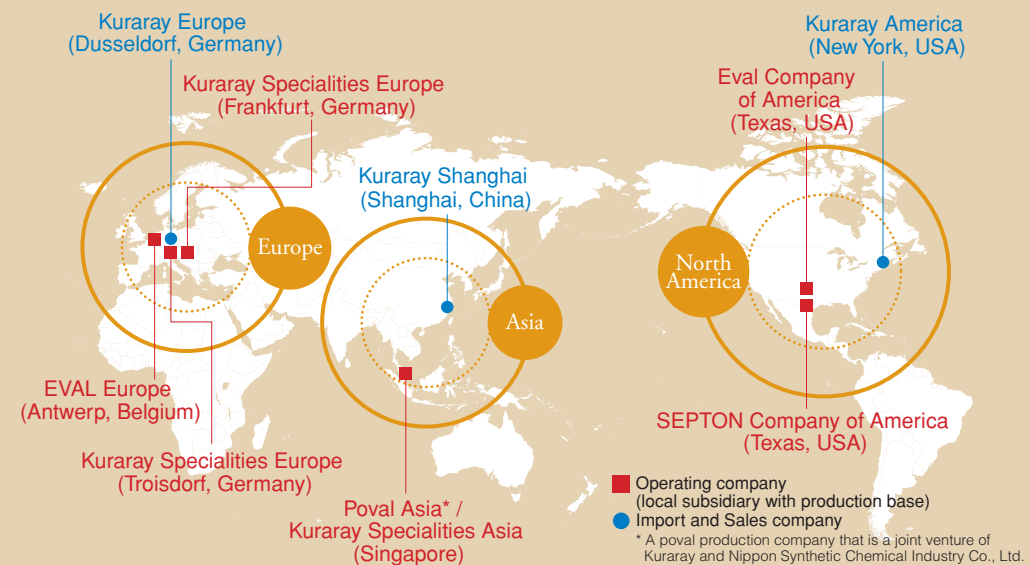 Kuraray Europe
(Dusseldorf, Germany)
Kuraray Specialities Europe
(Frankfurt, Germany)
Europe
EVAL Europe
(Antwerp, Belgium)
Kuraray Specialities Europe
(Troisdorf, Germany)
Kuraray Shanghai
(Shanghai, China)
Asia
Poval Asia* /
Kuraray Specialities Asia
(Singapore)
Kuraray America
(New York, USA)
Eval Company
of America
(Texas, USA)
North
America
SEPTON Company of America
(Texas, USA)
Operating company
(local subsidiary with production base)
Import and Sales company
* A poval production company that is a joint venture of
Kuraray and Nippon Synthetic Chemical Industry Co., Ltd.